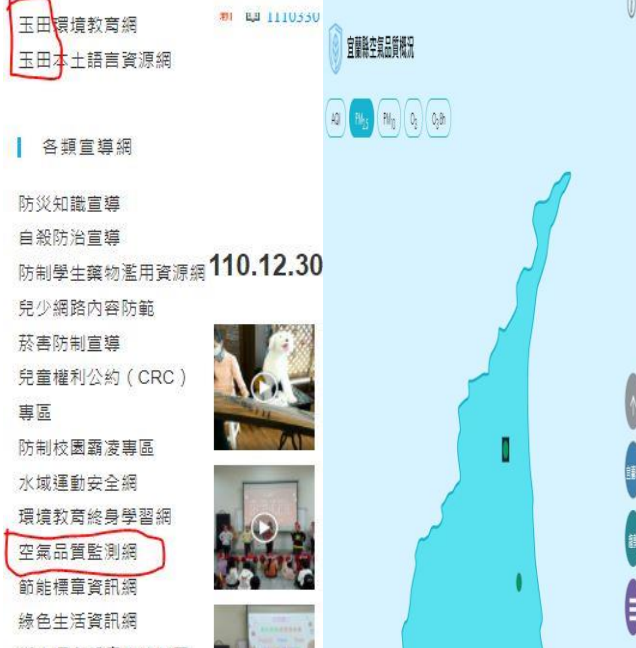 玉田環境教育網
玉田本土語言資源網
各類宣導網
防災知識宣導
自殺防治宣導
防制學生藥物濫用資源網
兒少網路內容防範
菸害防制宣導
兒童權利公約（CRC）
專區
防制校園霸凌專區
水域運動安全網
環境教育終身學習網
空氣品質監測網
節能標章資訊網
綠色生活資訊網
1110330
110.12.30
宜蘭縣空氣品質概況
AQI PM2.5 PM10 O3 O3 8h